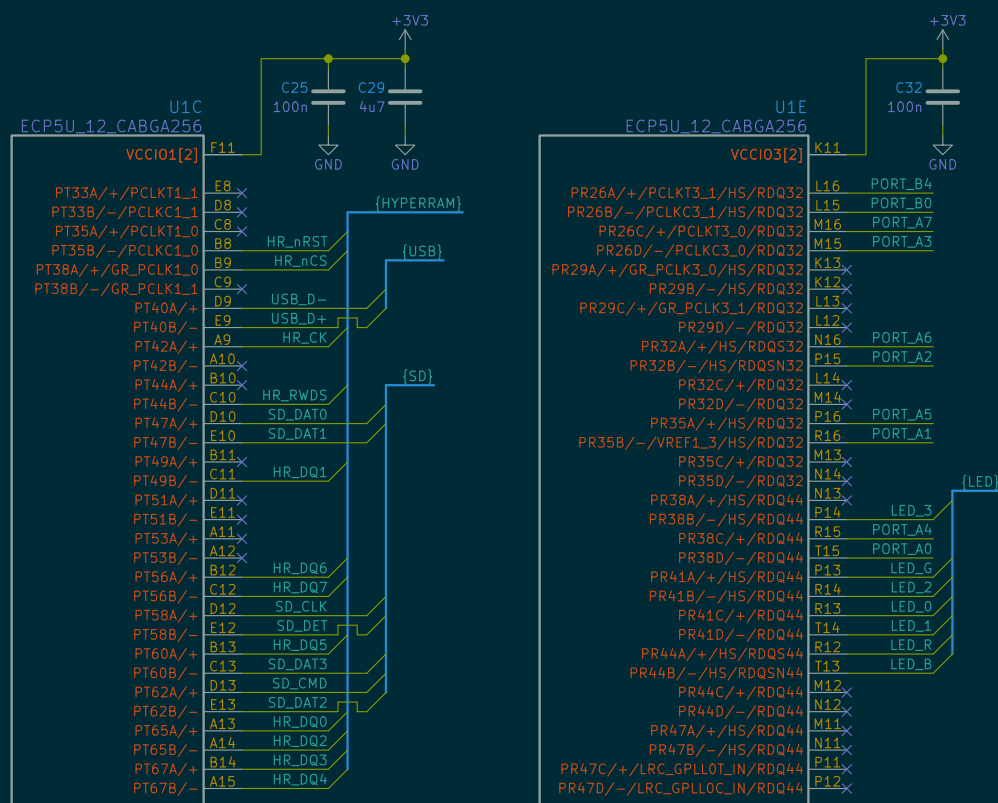 +3V3
C25
100n
C29
4u7
GND
GND
U1C
ECP5U_12_CABGA256
VCCIO1[2] F11
PT33A/+/PCLKT1_1 E8
PT33B/-/PCLKC1_1 D8
PT35A/+/PCLKT1_0 C8
PT35B/-/PCLKC1_0 B8 HR_nRST
PT38A/+/GR_PCLK1_0 B9 HR_nCS
PT38B/-/GR_PCLK1_1 C9
PT40A/+ D9 USB_D-
PT40B/- E9 USB_D+
PT42A/+ A9 HR_CK
PT42B/- A10
PT44A/+ B10
PT44B/- C10 HR_RWDS
PT47A/+ D10 SD_DAT0
PT47B/- E10 SD_DAT1
PT49A/+ B11
PT49B/- C11 HR_DQ1
PT51A/+ D11
PT51B/- E11
PT53A/+ A11
PT53B/- A12
PT56A/+ B12 HR_DQ6
PT56B/- C12 HR_DQ7
PT58A/+ D12 SD_CLK
PT58B/- E12 SD_DET
PT60A/+ B13 HR_DQ5
PT60B/- C13 SD_DAT3
PT62A/+ D13 SD_CMD
PT62B/- E13 SD_DAT2
PT65A/+ A13 HR_DQ0
PT65B/- A14 HR_DQ2
PT67A/+ B14 HR_DQ3
PT67B/- A15 HR_DQ4
{HYPERRAM}
{USB}
{SD}
+3V3
C32
100n
GND
U1E
ECP5U_12_CABGA256
VCCIO3[2] K11
PR26A/+/PCLKT3_1/HS/RDQ32 L16 PORT_B4
PR26B/-/PCLKC3_1/HS/RDQ32 L15 PORT_B0
PR26C/+/PCLKT3_0/HS/RDQ32 M16 PORT_A7
PR26D/-/PCLKC3_0/HS/RDQ32 M15 PORT_A3
PR29A/+/GR_PCLK3_0/HS/RDQ32 K13
PR29B/-/HS/RDQ32 K12
PR29C/+/GR_PCLK3_1/RDQ32 L13
PR29D/-/RDQ32 L12
PR32A/+/HS/RDQS32 N16 PORT_A6
PR32B/-/HS/RDQSN32 P15 PORT_A2
PR32C/+/RDQ32 L14
PR32D/-/RDQ32 M14
PR35A/+/HS/RDQ32 P16 PORT_A5
PR35B/-/VREF1_3/HS/RDQ32 R16 PORT_A1
PR35C/+/RDQ32 M13
PR35D/-/RDQ32 N14
PR38A/+/HS/RDQ44 N13
PR38B/-/HS/RDQ44 P14 LED_3
PR38C/+/RDQ44 R15 PORT_A4
PR38D/-/RDQ44 T15 PORT_A0
PR41A/+/HS/RDQ44 P13 LED_G
PR41B/-/HS/RDQ44 R14 LED_2
PR41C/+/RDQ44 R13 LED_0
PR41D/-/RDQ44 T14 LED_1
PR44A/+/HS/RDQS44 R12 LED_R
PR44B/-/HS/RDQSN44 T13 LED_B
PR44C/+/RDQ44 M12
PR44D/-/RDQ44 N12
PR47A/+/HS/RDQ44 M11
PR47B/-/HS/RDQ44 N11
PR47C/+/LRC_GPLL0T_IN/RDQ44 P11
PR47D/-/LRC_GPLL0C_IN/RDQ44 P12
{LED}